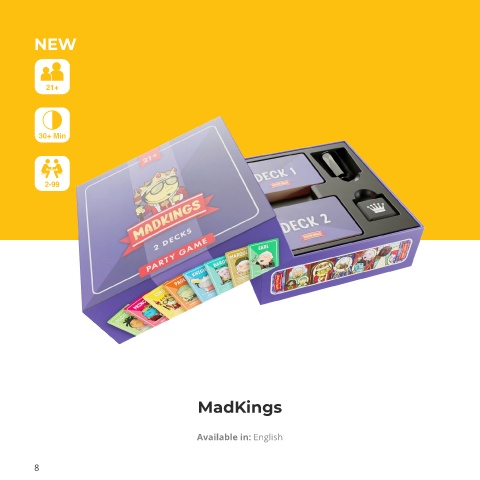 NEW
21+
30+ Min
2-99
21+
MADKINGS
2 DECKS
PARTY GAME
DECK 1
DECK 2
EARL
MadKings
Available in: English
8